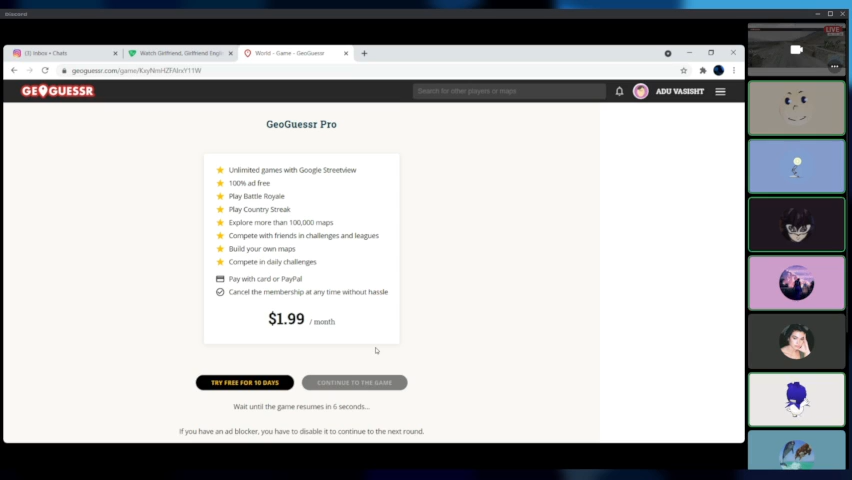 Discord
(3) Inbox • Chats
Watch Girlfriend, Girlfriend Engli
World - Game - GeoGuessr
geoguessr.com/game/
GEOGUESSR
Search for other players or maps
ADU VASISHT
LIVE
GeoGuessr Pro
Unlimited games with Google Streetview
100% ad free
Play Battle Royale
Play Country Streak
Explore more than 100,000 maps
Compete with friends in challenges and leagues
Build your own maps
Compete in daily challenges
Pay with card or PayPal
Cancel the membership at any time without hassle
$1.99 / month
TRY FREE FOR 10 DAYS
CONTINUE TO THE GAME
Wait until the game resumes in 6 seconds...
If you have an ad blocker, you have to disable it to continue to the next round.